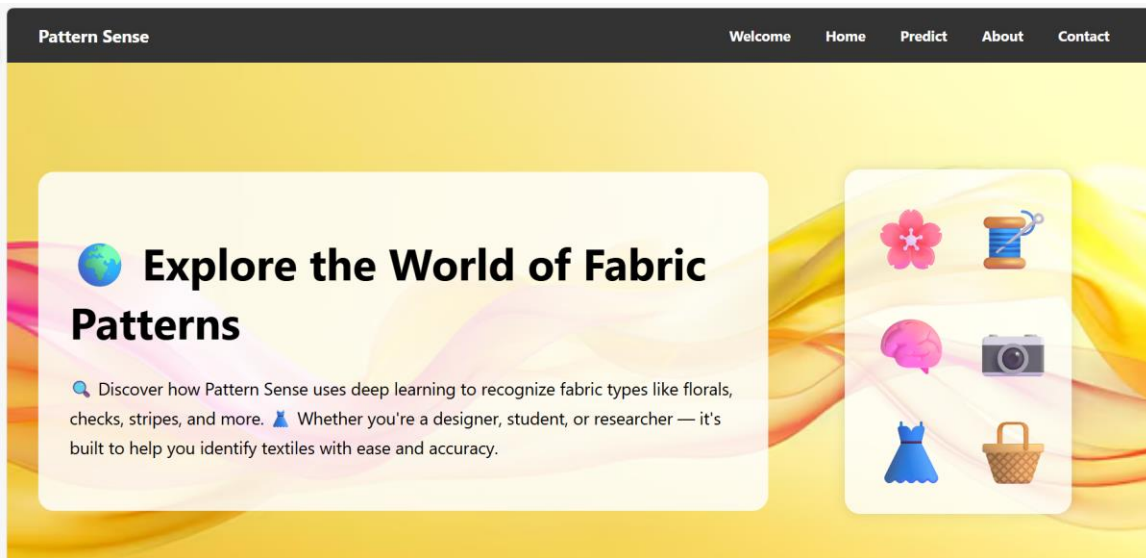 Pattern Sense
Welcome Home Predict About Contact
🌍 Explore the World of Fabric
Patterns
🔍 Discover how Pattern Sense uses deep learning to recognize fabric types like florals,
checks, stripes, and more. 👗 Whether you're a designer, student, or researcher — it's
built to help you identify textiles with ease and accuracy.